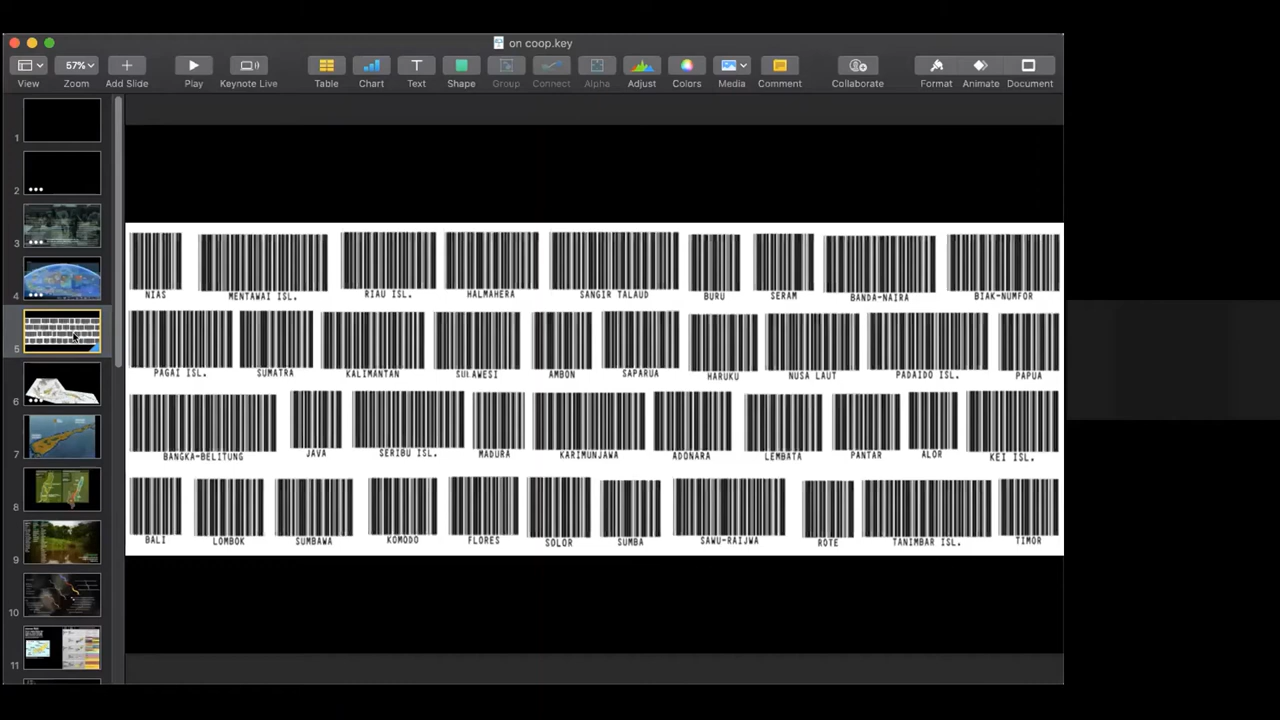 on coop.key
57%
View Zoom Add Slide Play Keynote Live Table Chart Text Shape Group Connect Alpha Adjust Colors Media Comment Collaborate Format Animate Document
1
2
3
4
5
6
7
8
9
10
11
NIAS MENTAWAI ISL. RIAU ISL. HALMAHERA SANGIR TALAUD BURU SERAM BANDA-NAIRA BIAK-NUMFOR
PAGAI ISL. SUMATRA KALIMANTAN SULAWESI AMBON SAPARUA HARUKU NUSA LAUT PADAIDO ISL. PAPUA
BANGKA-BELITUNG JAVA SERIBU ISL. MADURA KARIMUNJAWA ADONARA LEMBATA PANTAR ALOR KEI ISL.
BALI LOMBOK SUMBAWA KOMODO FLORES SOLOR SUMBA SAWU-RAIJWA ROTE TANIMBAR ISL. TIMOR